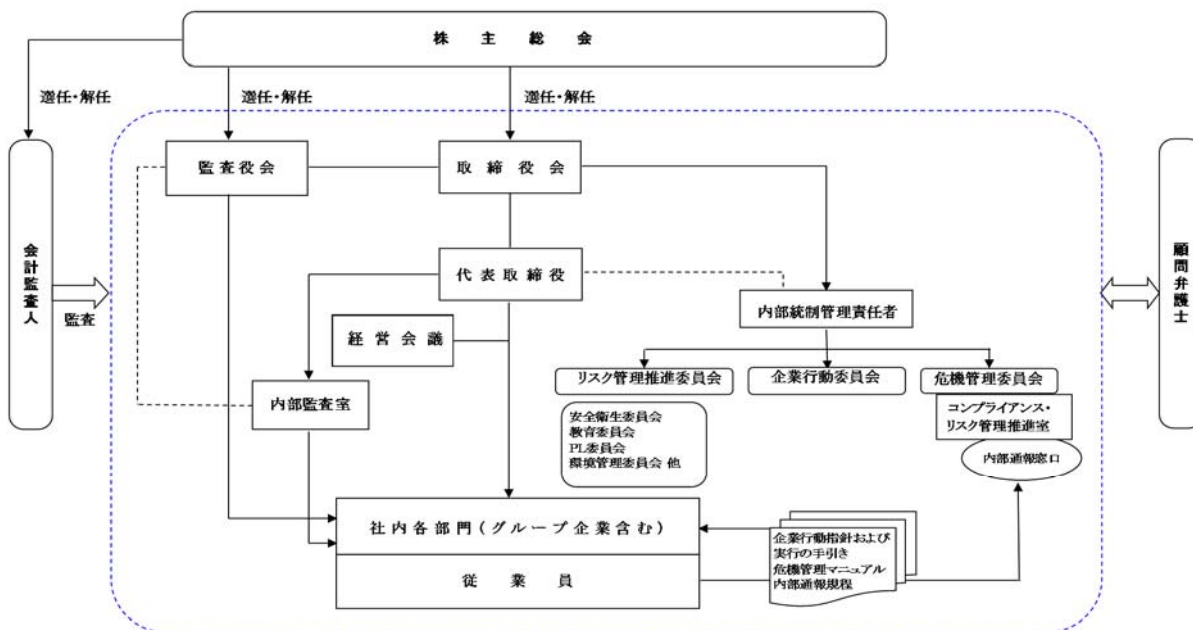 株主総会
選任・解任
選任・解任
選任・解任
監査役会
取締役会
会計監査人
監査
顧問弁護士
代表取締役
内部統制管理責任者
経営会議
リスク管理推進委員会
企業行動委員会
危機管理委員会
内部監査室
コンプライアンス・
リスク管理推進室
安全衛生委員会
教育委員会
PL委員会
環境管理委員会 他
内部通報窓口
社内各部門(グループ企業含む)
従業員
企業行動指針および
実行の手引き
危機管理マニュアル
内部通報規程